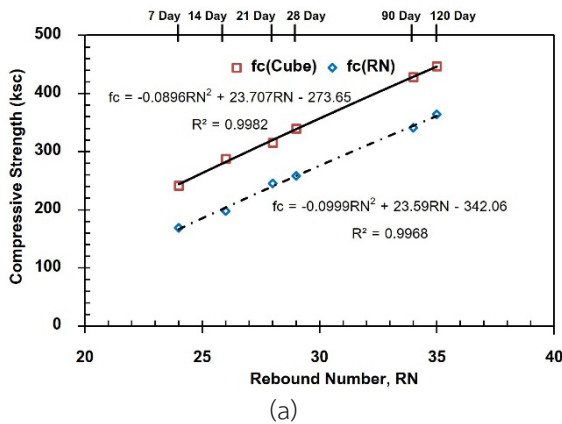 7 Day 14 Day 21 Day 28 Day 90 Day 120 Day
500
fc(Cube) fc(RN)
400
fc = -0.0896RN² + 23.707RN - 273.65
R² = 0.9982
300
200
fc = -0.0999RN² + 23.59RN - 342.06
R² = 0.9968
100
0
Compressive Strength (ksc)
20 25 30 35 40
Rebound Number, RN
(a)